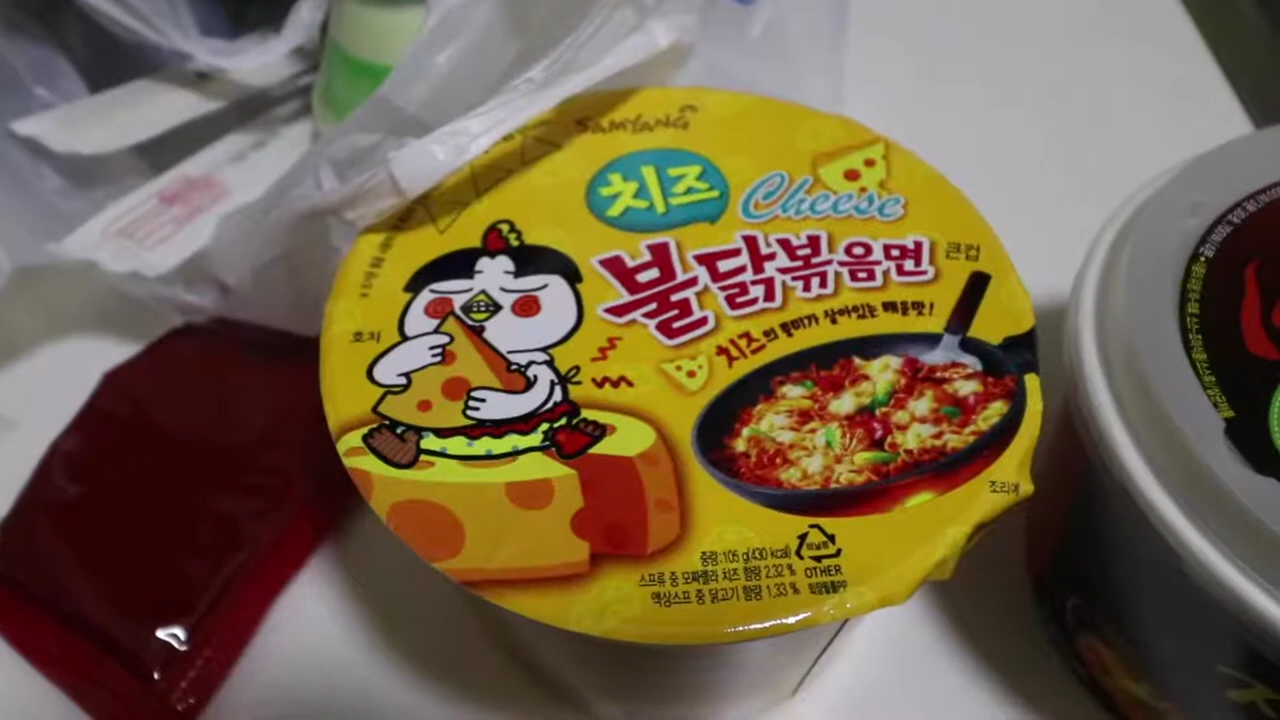 SAMYANG
치즈
Cheese
불닭볶음면
큰컵
치즈의 풍미가 살아있는 매운맛!
호치
조리예
중량:105 g(430 kcal)
스프류 중 모짜렐라 치즈 함량 2.32 %
액상스프 중 닭고기 함량 1.33 %
비닐류
OTHER